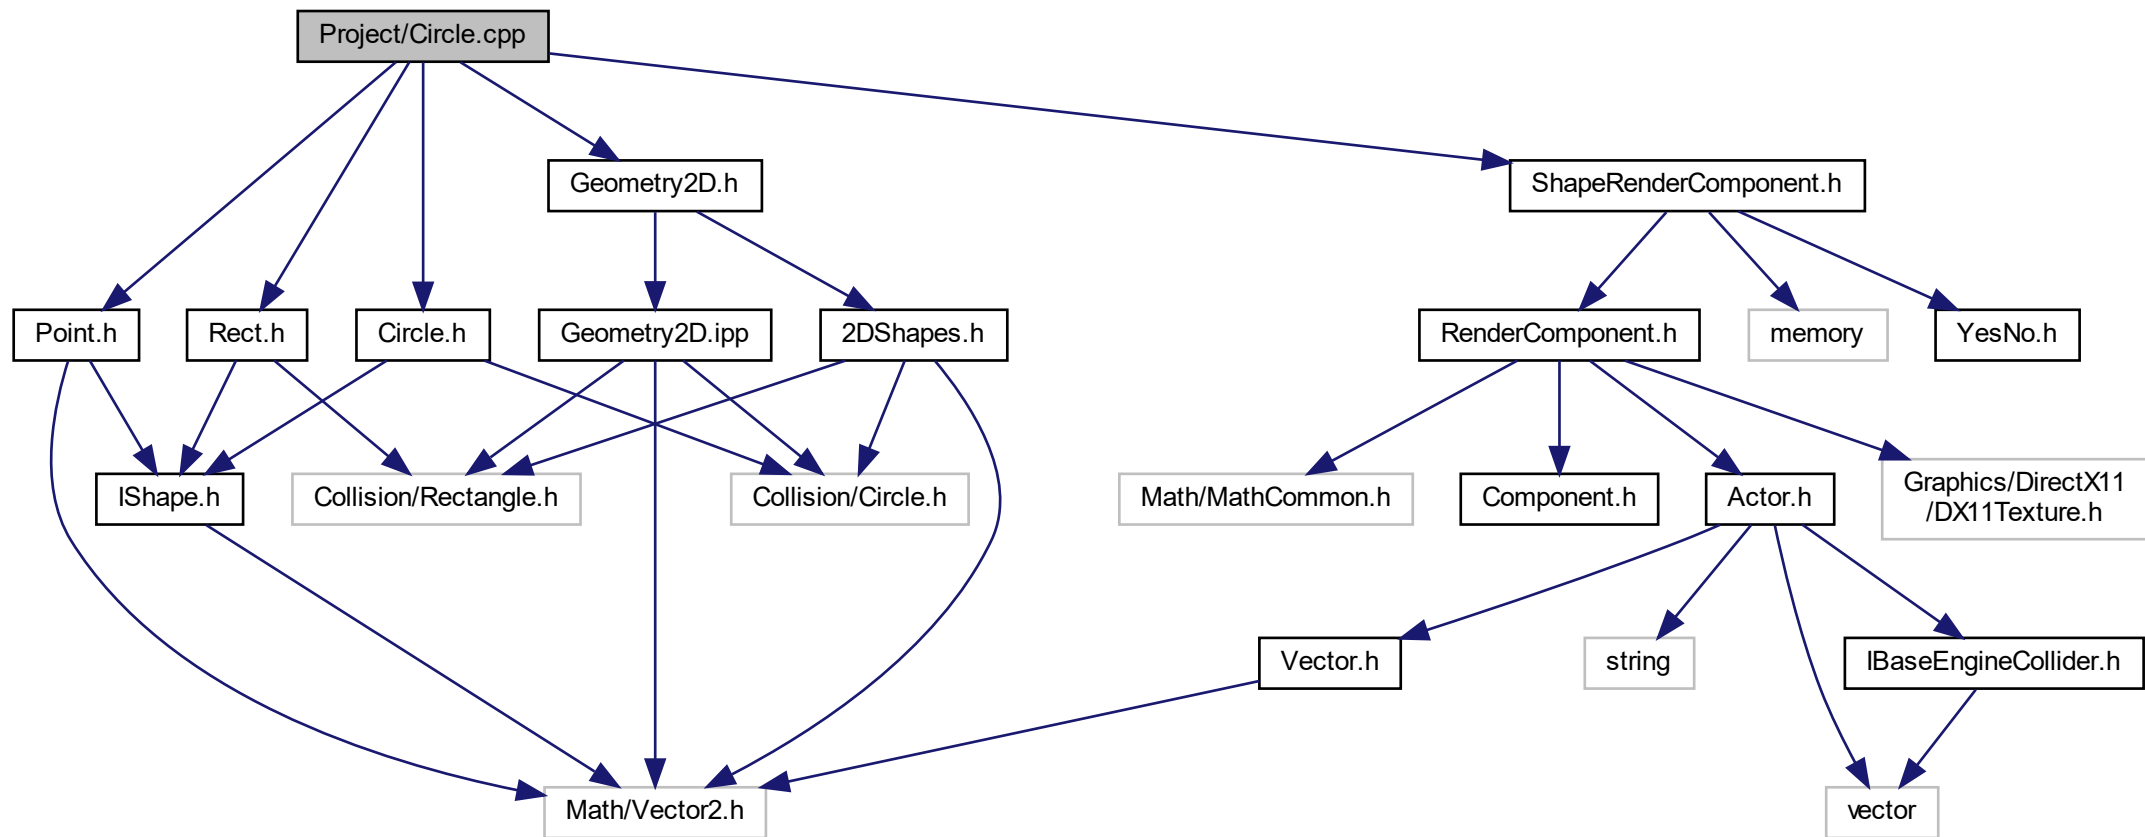 Project/Circle.cpp
Geometry2D.h
ShapeRenderComponent.h
Point.h
Rect.h
Circle.h
Geometry2D.ipp
2DShapes.h
RenderComponent.h
memory
YesNo.h
IShape.h
Collision/Rectangle.h
Collision/Circle.h
Math/MathCommon.h
Component.h
Actor.h
Graphics/DirectX11
/DX11Texture.h
Vector.h
string
IBaseEngineCollider.h
Math/Vector2.h
vector